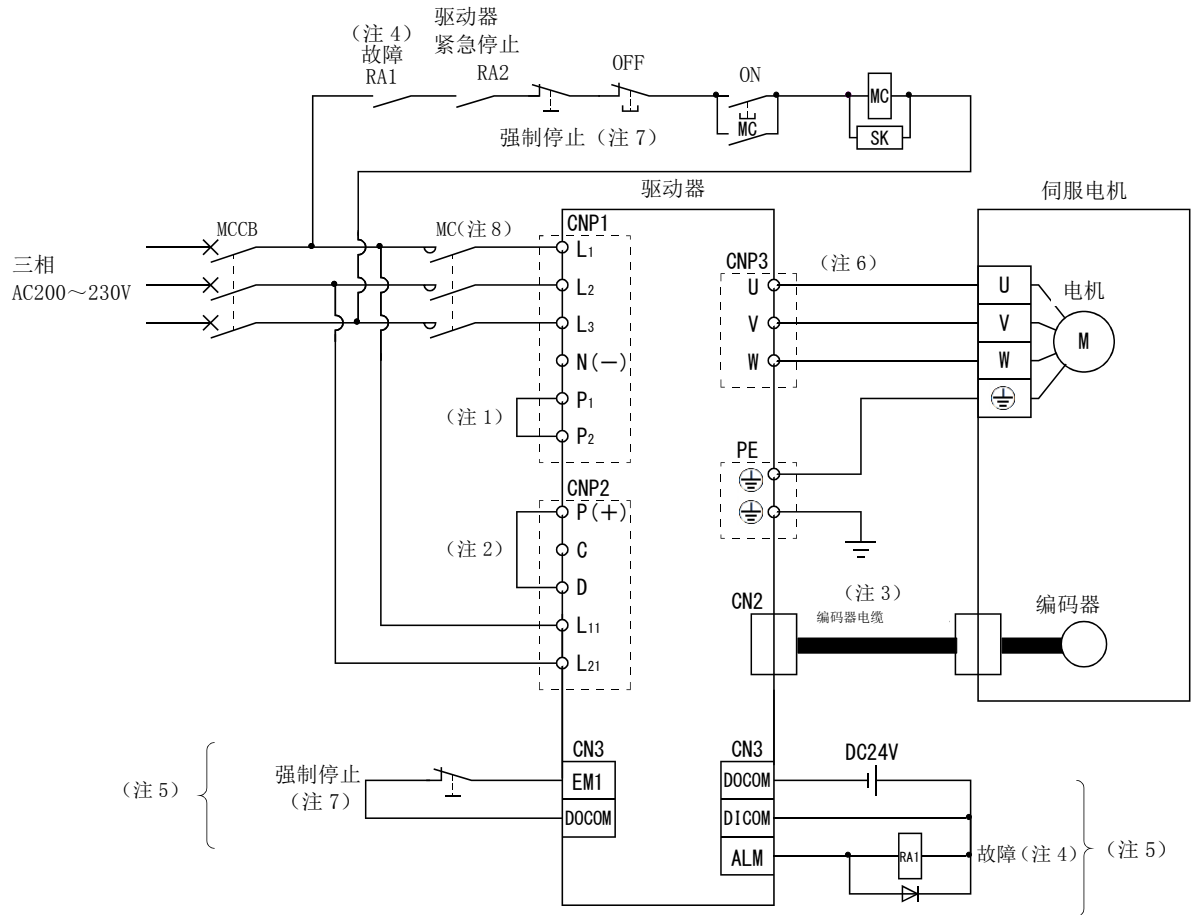 （注 4）
故障
RA1
驱动器
紧急停止
RA2
OFF
ON
MC
MC
SK
强制停止（注 7）
驱动器
伺服电机
MCCB
MC(注 8)
CNP1
三相
AC200～230V
L1
L2
L3
N(—)
P1
P2
（注 1）
CNP3
U
V
W
（注 6）
U
V
W
电机
M
PE
CNP2
P(+)
C
D
L11
L21
（注 2）
CN2
（注 3）
编码器电缆
编码器
（注 5）
强制停止
（注 7）
CN3
EM1
DOCOM
CN3
DOCOM
DICOM
ALM
DC24V
RA1
故障(注 4)
（注 5）